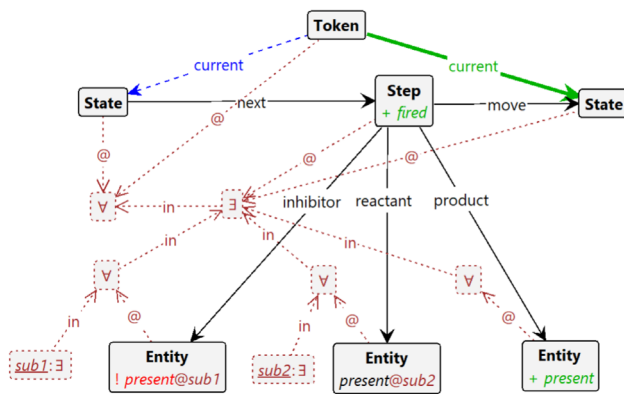 Token
current
current
State
next
@
Step
+ fired
move
State
@
@
@
∀
in
∃
inhibitor
reactant
product
in
in
in
∀
∀
∀
in
@
in
@
@
sub1:∃
Entity
! present@sub1
sub2:∃
Entity
present@sub2
Entity
+ present